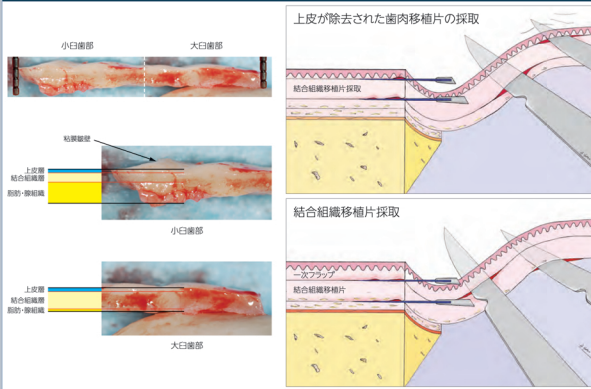 小臼歯部
大臼歯部
粘膜皺壁
上皮層
結合組織層
脂肪・腺組織
小臼歯部
上皮層
結合組織層
脂肪・腺組織
大臼歯部
上皮が除去された歯肉移植片の採取
結合組織移植片採取
結合組織移植片採取
一次フラップ
結合組織移植片